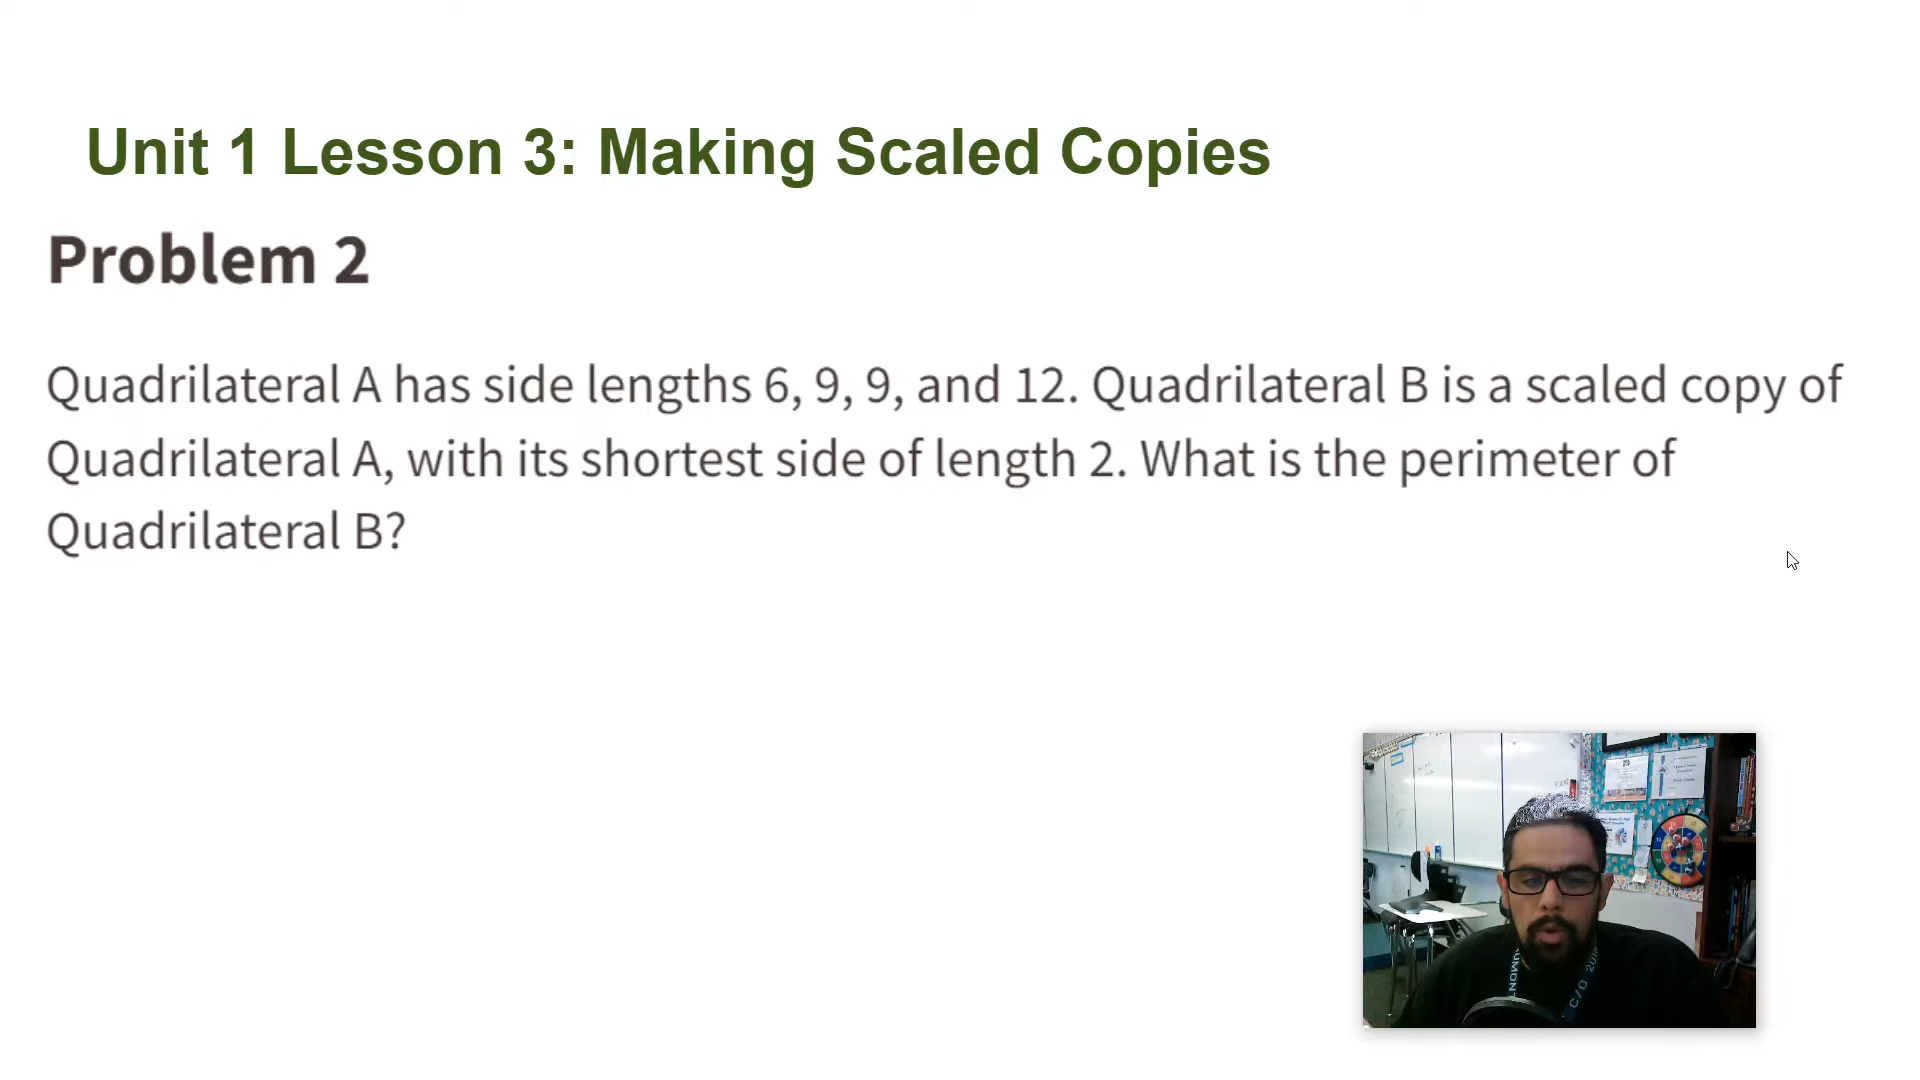 Unit 1 Lesson 3: Making Scaled Copies
Problem 2
Quadrilateral A has side lengths 6, 9, 9, and 12. Quadrilateral B is a scaled copy of
Quadrilateral A, with its shortest side of length 2. What is the perimeter of
Quadrilateral B?